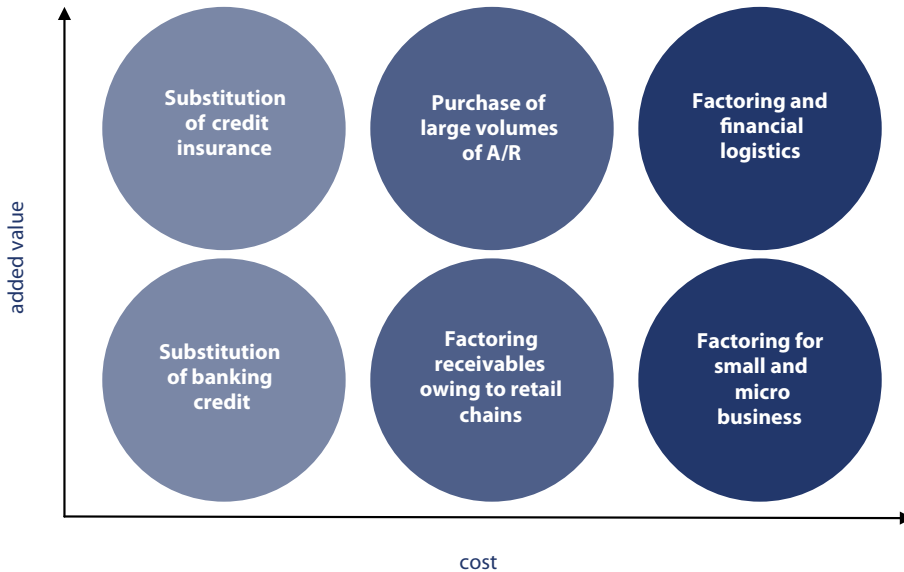 added value
Substitution
of credit
insurance
Purchase of
large volumes
of A/R
Factoring and
financial
logistics
Substitution
of banking
credit
Factoring
receivables
owing to retail
chains
Factoring for
small and
micro
business
cost